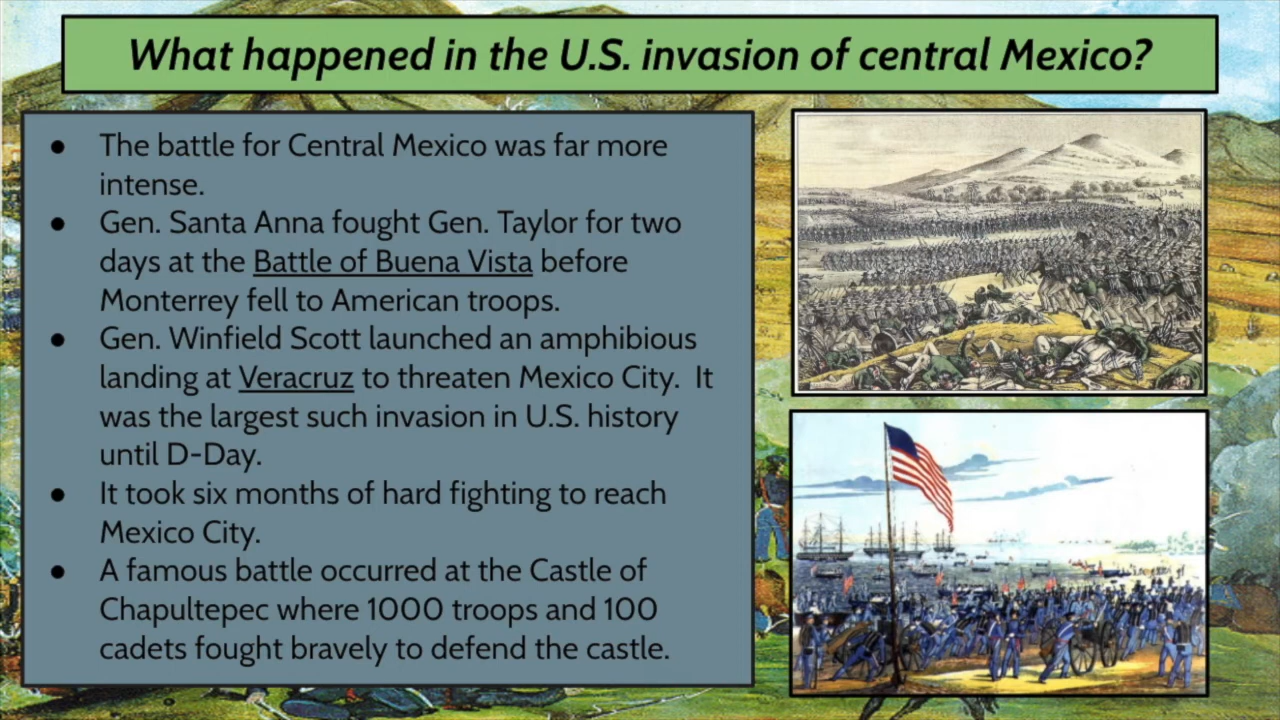 What happened in the U.S. invasion of central Mexico?
● The battle for Central Mexico was far more
intense.
● Gen. Santa Anna fought Gen. Taylor for two
days at the Battle of Buena Vista before
Monterrey fell to American troops.
● Gen. Winfield Scott launched an amphibious
landing at Veracruz to threaten Mexico City.  It
was the largest such invasion in U.S. history
until D-Day.
● It took six months of hard fighting to reach
Mexico City.
● A famous battle occurred at the Castle of
Chapultepec where 1000 troops and 100
cadets fought bravely to defend the castle.